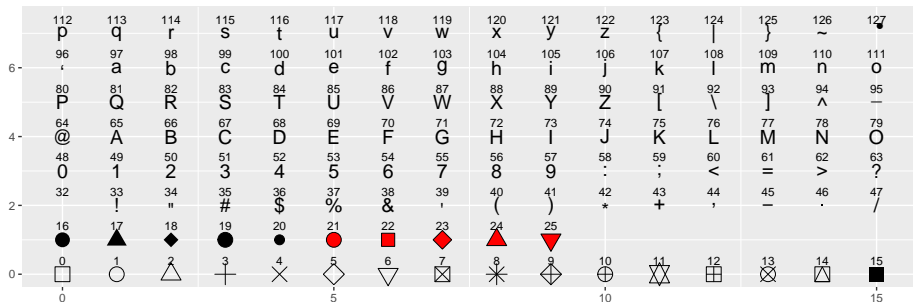 112 113 114 115 116 117 118 119 120 121 122 123 124 125 126 127
p q r s t u v w x y z { | } ~ •
96 97 98 99 100 101 102 103 104 105 106 107 108 109 110 111
6 ‘ a b c d e f g h i j k l m n o
80 81 82 83 84 85 86 87 88 89 90 91 92 93 94 95
P Q R S T U V W X Y Z [ \ ] ^ _
64 65 66 67 68 69 70 71 72 73 74 75 76 77 78 79
4 @ A B C D E F G H I J K L M N O
48 49 50 51 52 53 54 55 56 57 58 59 60 61 62 63
0 1 2 3 4 5 6 7 8 9 : ; < = > ?
32 33 34 35 36 37 38 39 40 41 42 43 44 45 46 47
2 ! " # $ % & ' ( ) * + , − . /
16 17 18 19 20 21 22 23 24 25
0 1 2 3 4 5 6 7 8 9 10 11 12 13 14 15
0
0 5 10 15